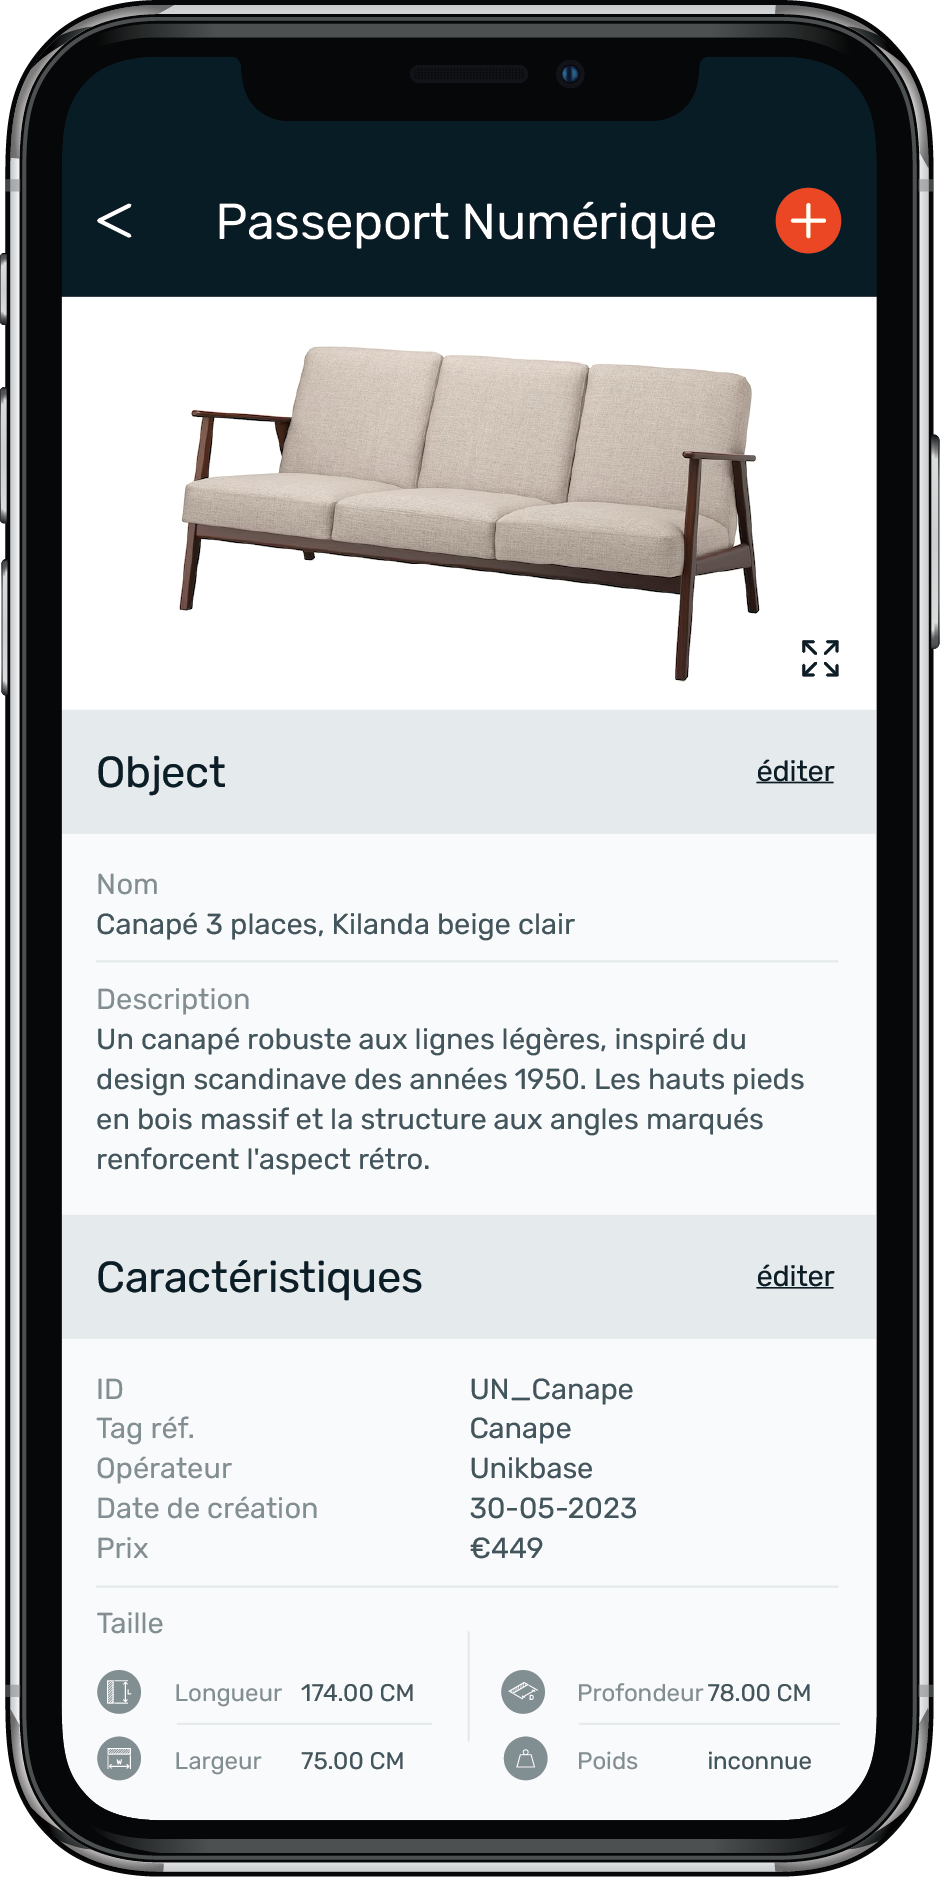 Passeport Numérique
Object
éditer
Nom
Canapé 3 places, Kilanda beige clair
Description
Un canapé robuste aux lignes légères, inspiré du
design scandinave des années 1950. Les hauts pieds
en bois massif et la structure aux angles marqués
renforcent l'aspect rétro.
Caractéristiques
éditer
ID UN_Canape
Tag réf. Canape
Opérateur Unikbase
Date de création 30-05-2023
Prix €449
Taille
L Longueur 174.00 CM
D Profondeur 78.00 CM
W Largeur 75.00 CM
Poids inconnue